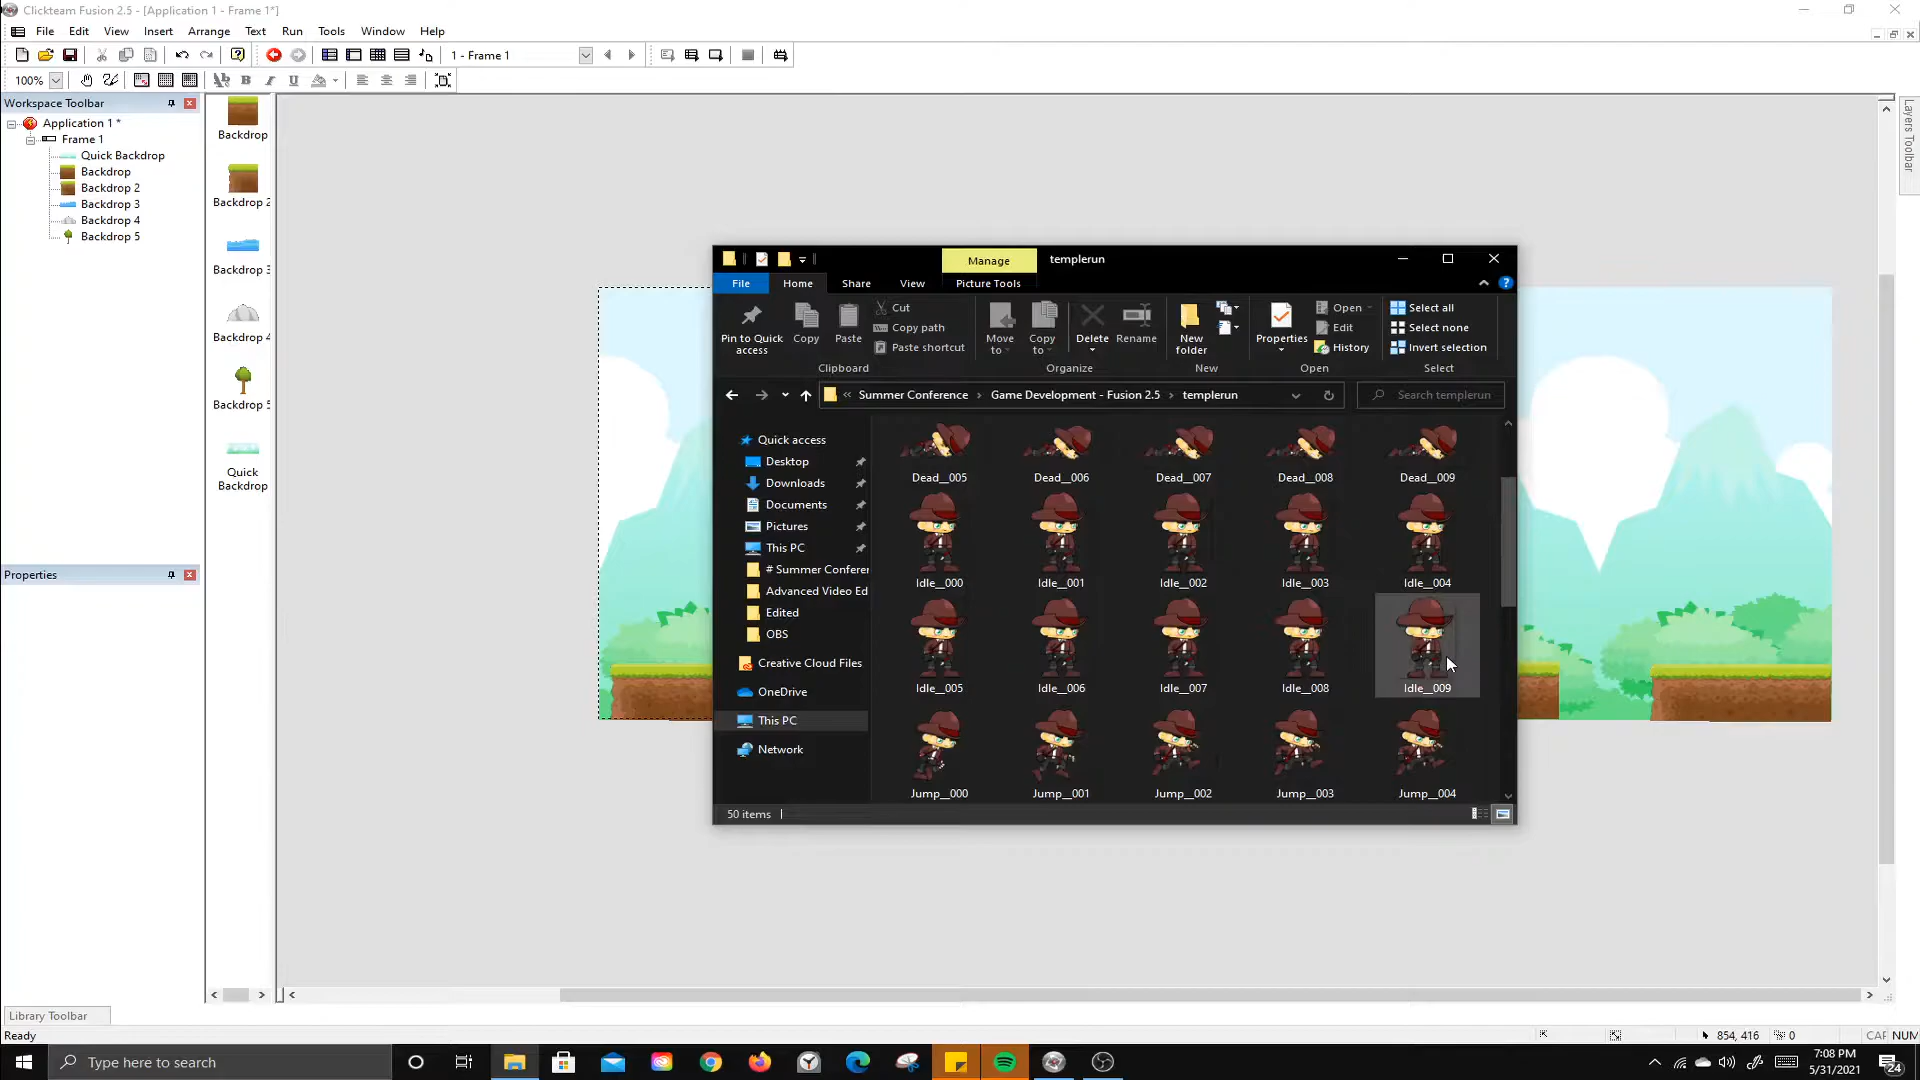 Clickteam Fusion 2.5 - [Application 1 - Frame 1*]
File Edit View Insert Arrange Text Run Tools Window Help
1 - Frame 1
100%
Workspace Toolbar
Application 1 *
Frame 1
Quick Backdrop
Backdrop
Backdrop 2
Backdrop 3
Backdrop 4
Backdrop 5
Properties
Library Toolbar
Ready
Backdrop
Backdrop 2
Backdrop 3
Backdrop 4
Backdrop 5
Quick
Backdrop
Layers Toolbar
Manage
templerun
File Home Share View Picture Tools
Pin to Quick
access
Copy
Paste
Cut
Copy path
Paste shortcut
Clipboard
Move
to
Copy
to
Delete
Rename
Organize
New
folder
New
Properties
Open
Edit
History
Open
Select all
Select none
Invert selection
Select
« Summer Conference › Game Development - Fusion 2.5 › templerun
Search templerun
Quick access
Desktop
Downloads
Documents
Pictures
This PC
# Summer Conferer
Advanced Video Ed
Edited
OBS
Creative Cloud Files
OneDrive
This PC
Network
Dead__005 Dead__006 Dead__007 Dead__008 Dead__009
Idle__000 Idle__001 Idle__002 Idle__003 Idle__004
Idle__005 Idle__006 Idle__007 Idle__008 Idle__009
Jump__000 Jump__001 Jump__002 Jump__003 Jump__004
50 items
854, 416
0
CAP NUM
Type here to search
7:08 PM
5/31/2021
24